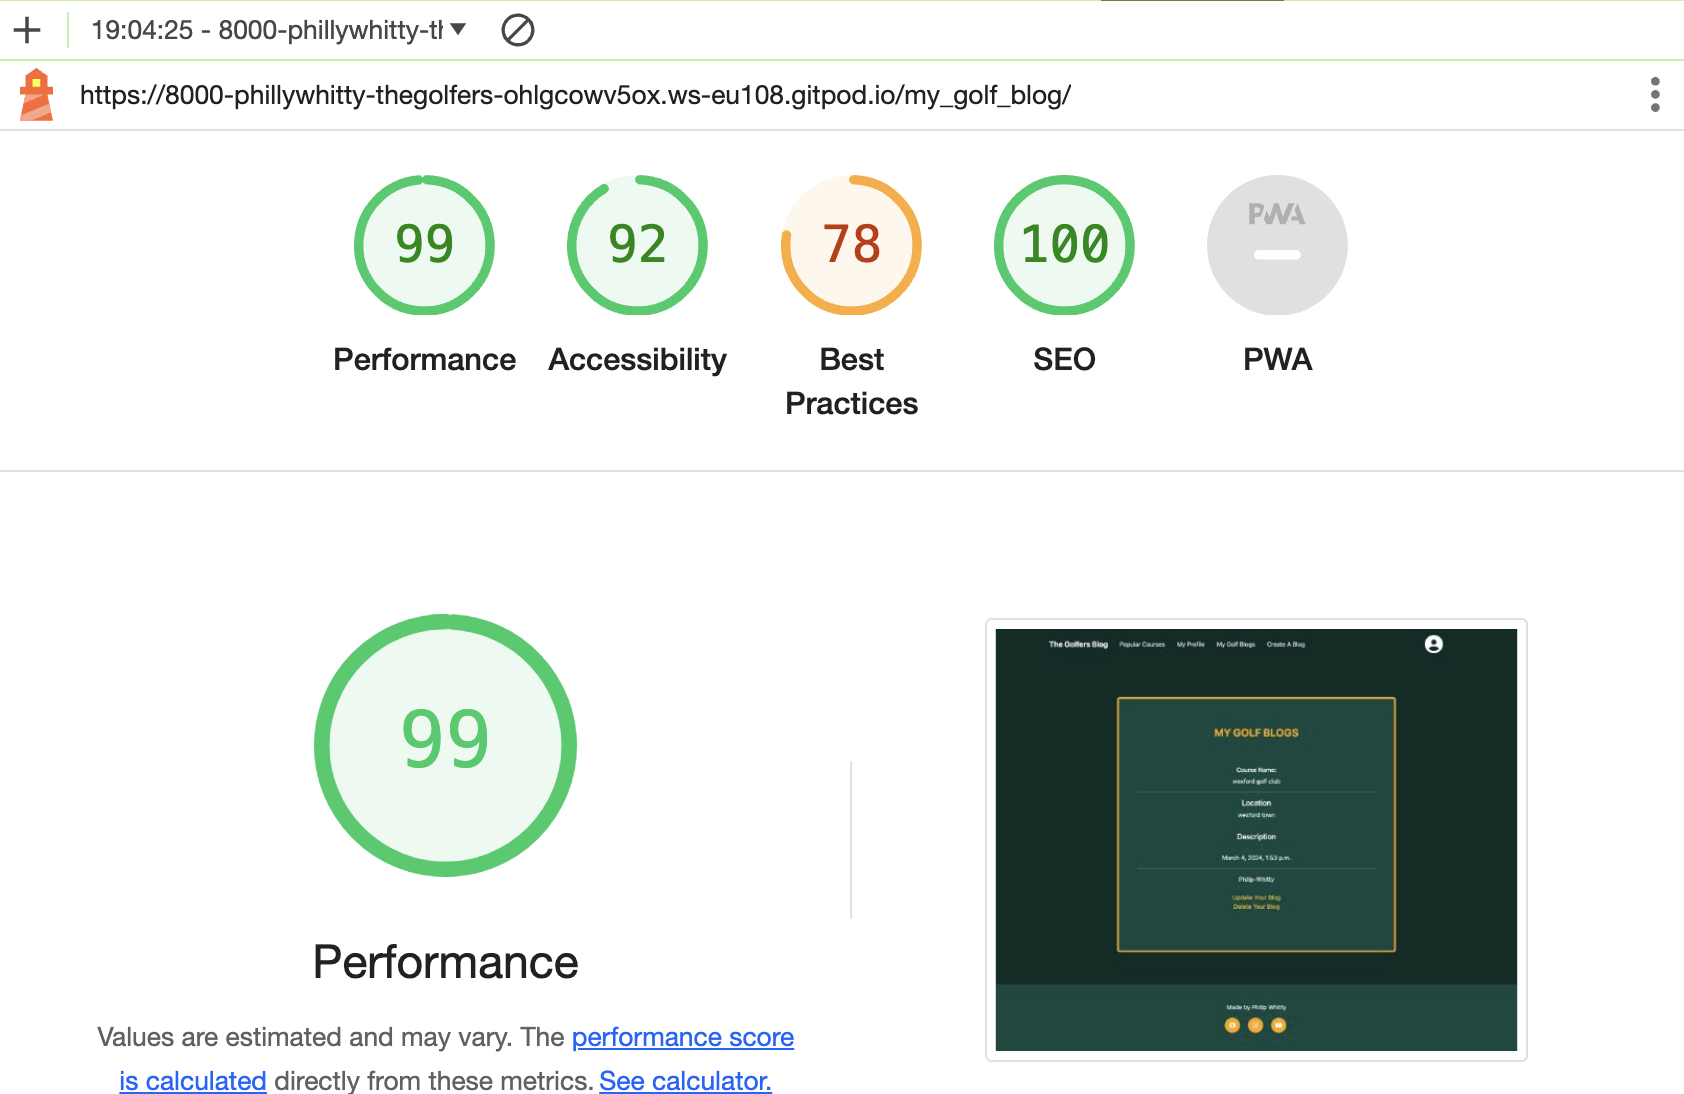 19:04:25 - 8000-phillywhitty-th
https://8000-phillywhitty-thegolfers-ohlgcowv5ox.ws-eu108.gitpod.io/my_golf_blog/
99
92
78
100
PWA
Performance
Accessibility
Best
Practices
SEO
PWA
99
Performance
Values are estimated and may vary. The performance score
is calculated directly from these metrics. See calculator.
The Golfers Blog Popular Courses My Profile My Golf Blogs Create A Blog
MY GOLF BLOGS
Course Name:
wexford golf club
Location
wexford town
Description
March 4, 2024, 1:53 p.m.
Philip-Whitty
Update Your Blog
Delete Your Blog
Made by Philip Whitty